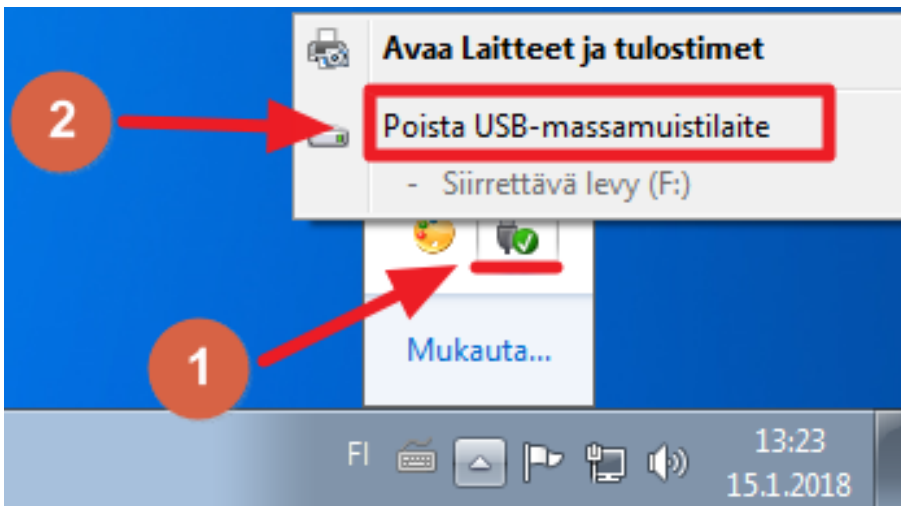 Avaa Laitteet ja tulostimet
2
Poista USB-massamuistilaite
- Siirrettävä levy (F:)
1
Mukauta...
FI
13:23
15.1.2018